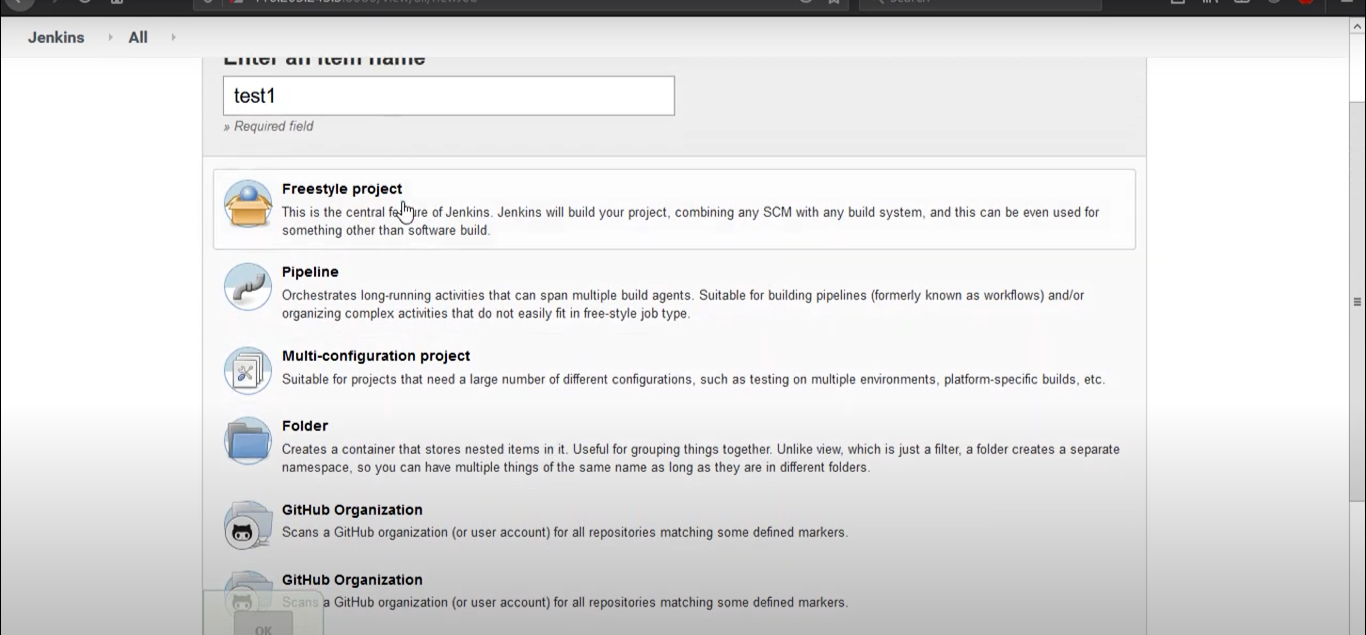 Jenkins
All
Enter an item name
test1
» Required field
Freestyle project
This is the central feature of Jenkins. Jenkins will build your project, combining any SCM with any build system, and this can be even used for
something other than software build.
Pipeline
Orchestrates long-running activities that can span multiple build agents. Suitable for building pipelines (formerly known as workflows) and/or
organizing complex activities that do not easily fit in free-style job type.
Multi-configuration project
Suitable for projects that need a large number of different configurations, such as testing on multiple environments, platform-specific builds, etc.
Folder
Creates a container that stores nested items in it. Useful for grouping things together. Unlike view, which is just a filter, a folder creates a separate
namespace, so you can have multiple things of the same name as long as they are in different folders.
GitHub Organization
Scans a GitHub organization (or user account) for all repositories matching some defined markers.
GitHub Organization
Scans a GitHub organization (or user account) for all repositories matching some defined markers.
OK